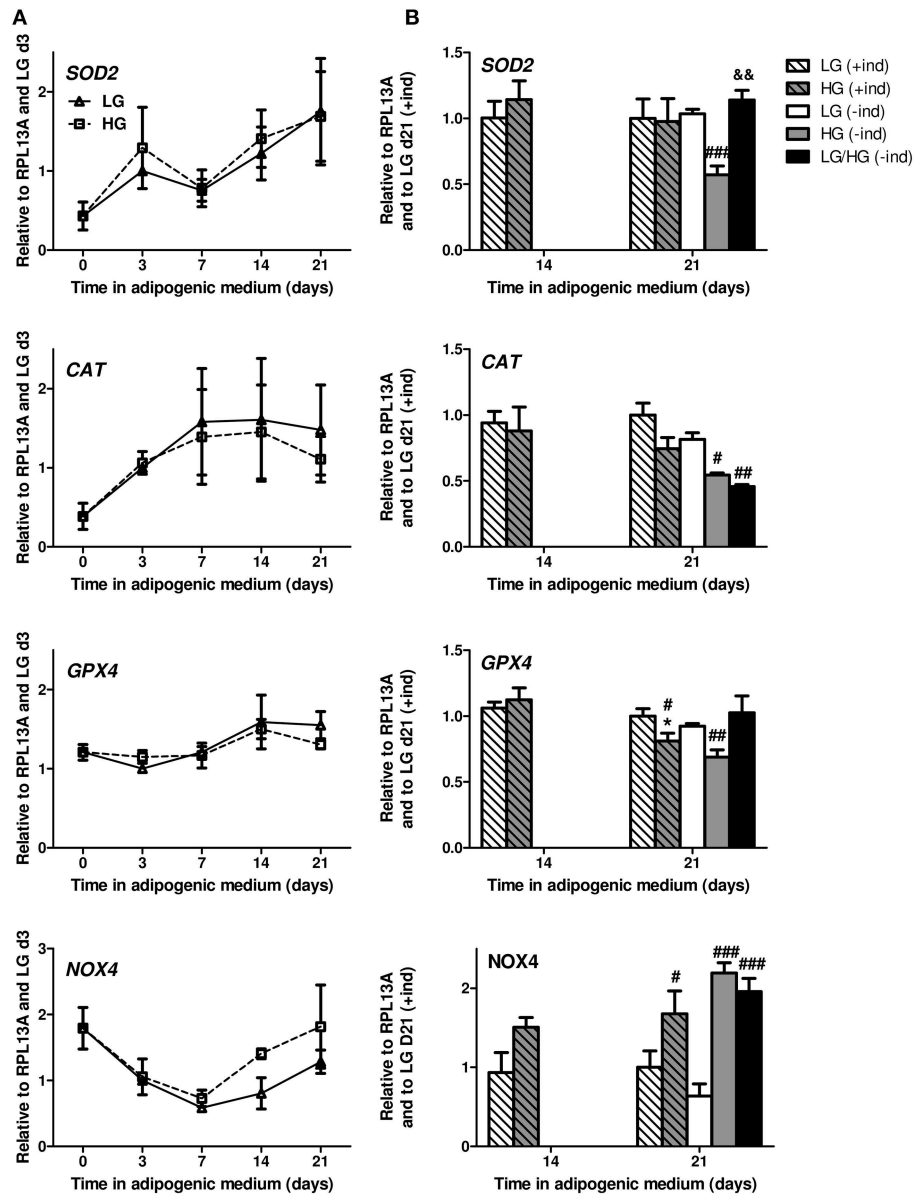 A
B
Relative to RPL13A and LG d3
SOD2
LG
HG
2
1
0
0 3 7 14 21
Time in adipogenic medium (days)
Relative to RPL13A
and to LG d21 (+ind)
SOD2
1.5
1.0
0.5
0.0
###
&&
14 21
Time in adipogenic medium (days)
LG (+ind)
HG (+ind)
LG (-ind)
HG (-ind)
LG/HG (-ind)
Relative to RPL13A and LG d3
CAT
2
1
0
0 3 7 14 21
Time in adipogenic medium (days)
Relative to RPL13A
and to LG d21 (+ind)
CAT
1.5
1.0
0.5
0.0
#
##
14 21
Time in adipogenic medium (days)
Relative to RPL13A and LG d3
GPX4
2
1
0
0 3 7 14 21
Time in adipogenic medium (days)
Relative to RPL13A
and to LG d21 (+ind)
GPX4
1.5
1.0
0.5
0.0
#
*
##
14 21
Time in adipogenic medium (days)
Relative to RPL13A and LG d3
NOX4
3
2
1
0
0 3 7 14 21
Time in adipogenic medium (days)
Relative to RPL13A
and to LG D21 (+ind)
NOX4
2
1
0
#
###
###
14 21
Time in adipogenic medium (days)